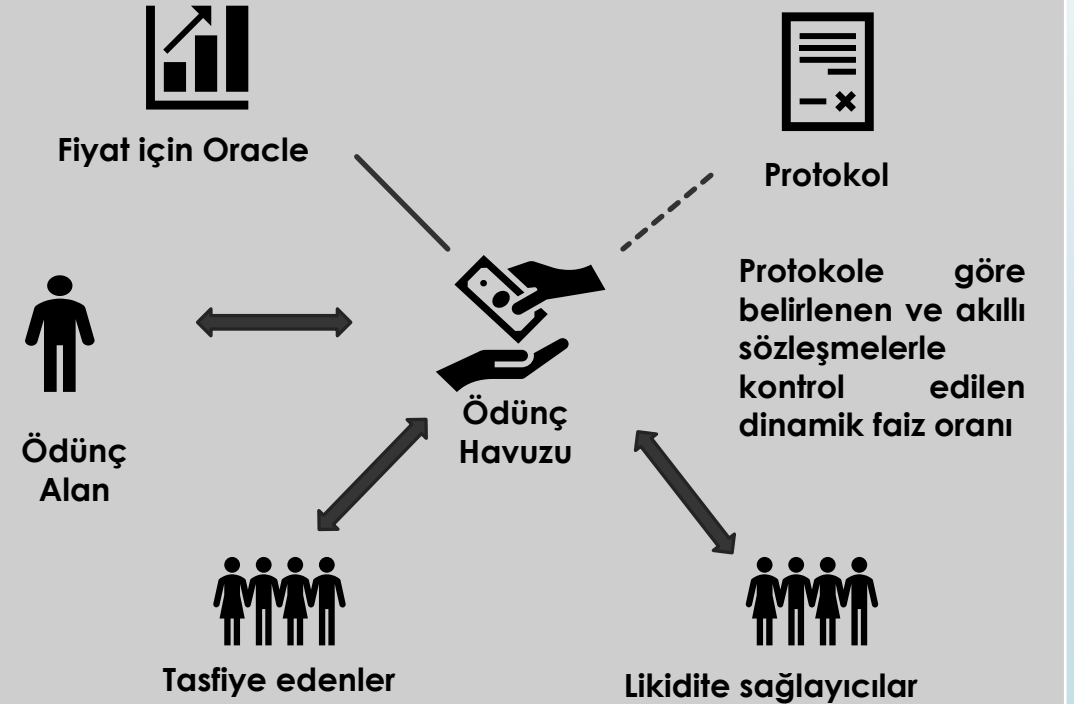 Fiyat için Oracle
Protokol
Protokole göre
belirlenen ve akıllı
sözleşmelerle
kontrol edilen
dinamik faiz oranı
Ödünç
Havuzu
Ödünç
Alan
Tasfiye edenler
Likidite sağlayıcılar